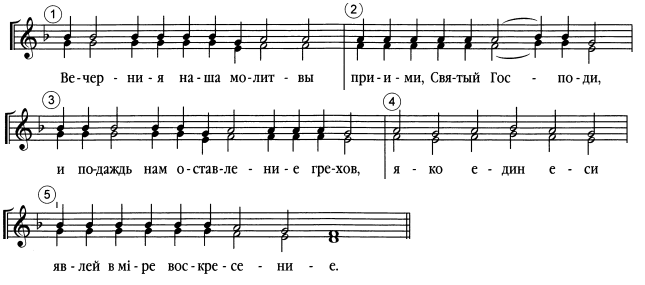 1 2
Ве-чер - ни-я на-ша мо-лит - вы при-и - ми, Свя-тый Гос - по-ди,
3 4
и по-даждь нам о-став-ле - ни-е гре-хов, я - ко е - дин е - си
5
яв-лей в мі-ре вос-кре-се - ни - е.